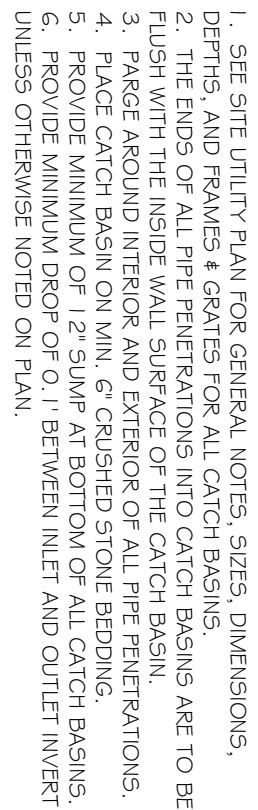 1. SEE SITE UTILITY PLAN FOR GENERAL NOTES, SIZES, DIMENSIONS,
DEPTHS, AND FRAMES & GRATES FOR ALL CATCH BASINS.
2. THE ENDS OF ALL PIPE PENETRATIONS INTO CATCH BASINS ARE TO BE
FLUSH WITH THE INSIDE WALL SURFACE OF THE CATCH BASIN.
3. PARGE AROUND INTERIOR AND EXTERIOR OF ALL PIPE PENETRATIONS.
4. PLACE CATCH BASIN ON MIN. 6" CRUSHED STONE BEDDING.
5. PROVIDE MINIMUM OF 12" SUMP AT BOTTOM OF ALL CATCH BASINS.
6. PROVIDE MINIMUM DROP OF 0.1' BETWEEN INLET AND OUTLET INVERT
UNLESS OTHERWISE NOTED ON PLAN.